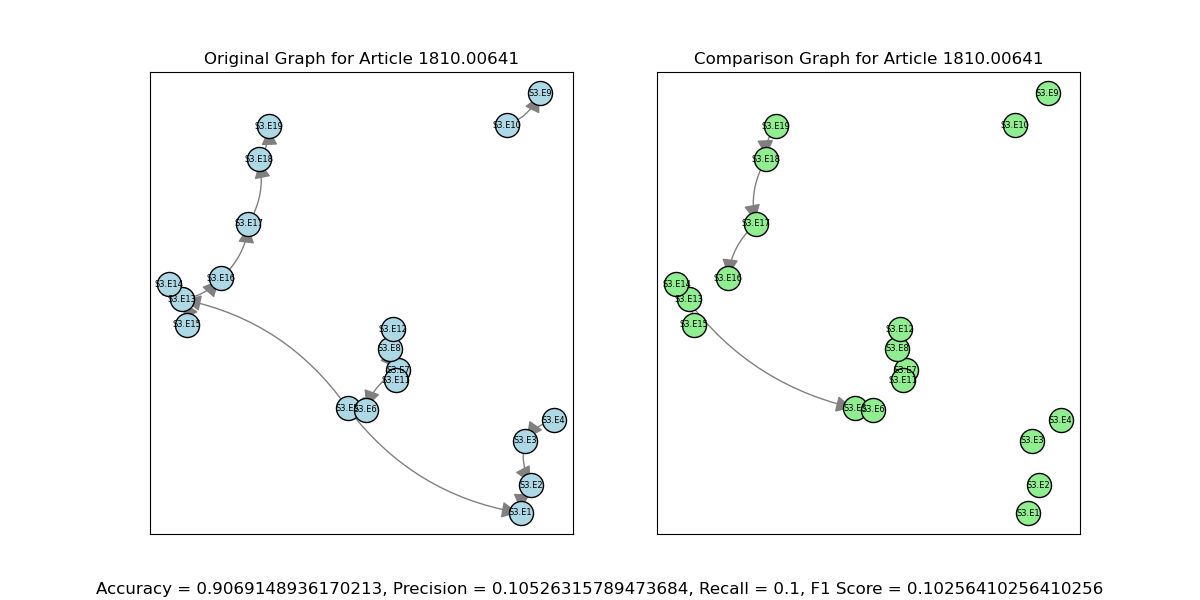 Original Graph for Article 1810.00641
S3.E9
S3.E10
S3.E19
S3.E18
S3.E17
S3.E16
S3.E14
S3.E13
S3.E15
S3.E12
S3.E8
S3.E7
S3.E11
S3.E6
S3.E4
S3.E3
S3.E2
S3.E1
Comparison Graph for Article 1810.00641
S3.E9
S3.E10
S3.E19
S3.E18
S3.E17
S3.E16
S3.E14
S3.E13
S3.E15
S3.E12
S3.E8
S3.E7
S3.E11
S3.E6
S3.E4
S3.E3
S3.E2
S3.E1
Accuracy = 0.9069148936170213, Precision = 0.10526315789473684, Recall = 0.1, F1 Score = 0.10256410256410256